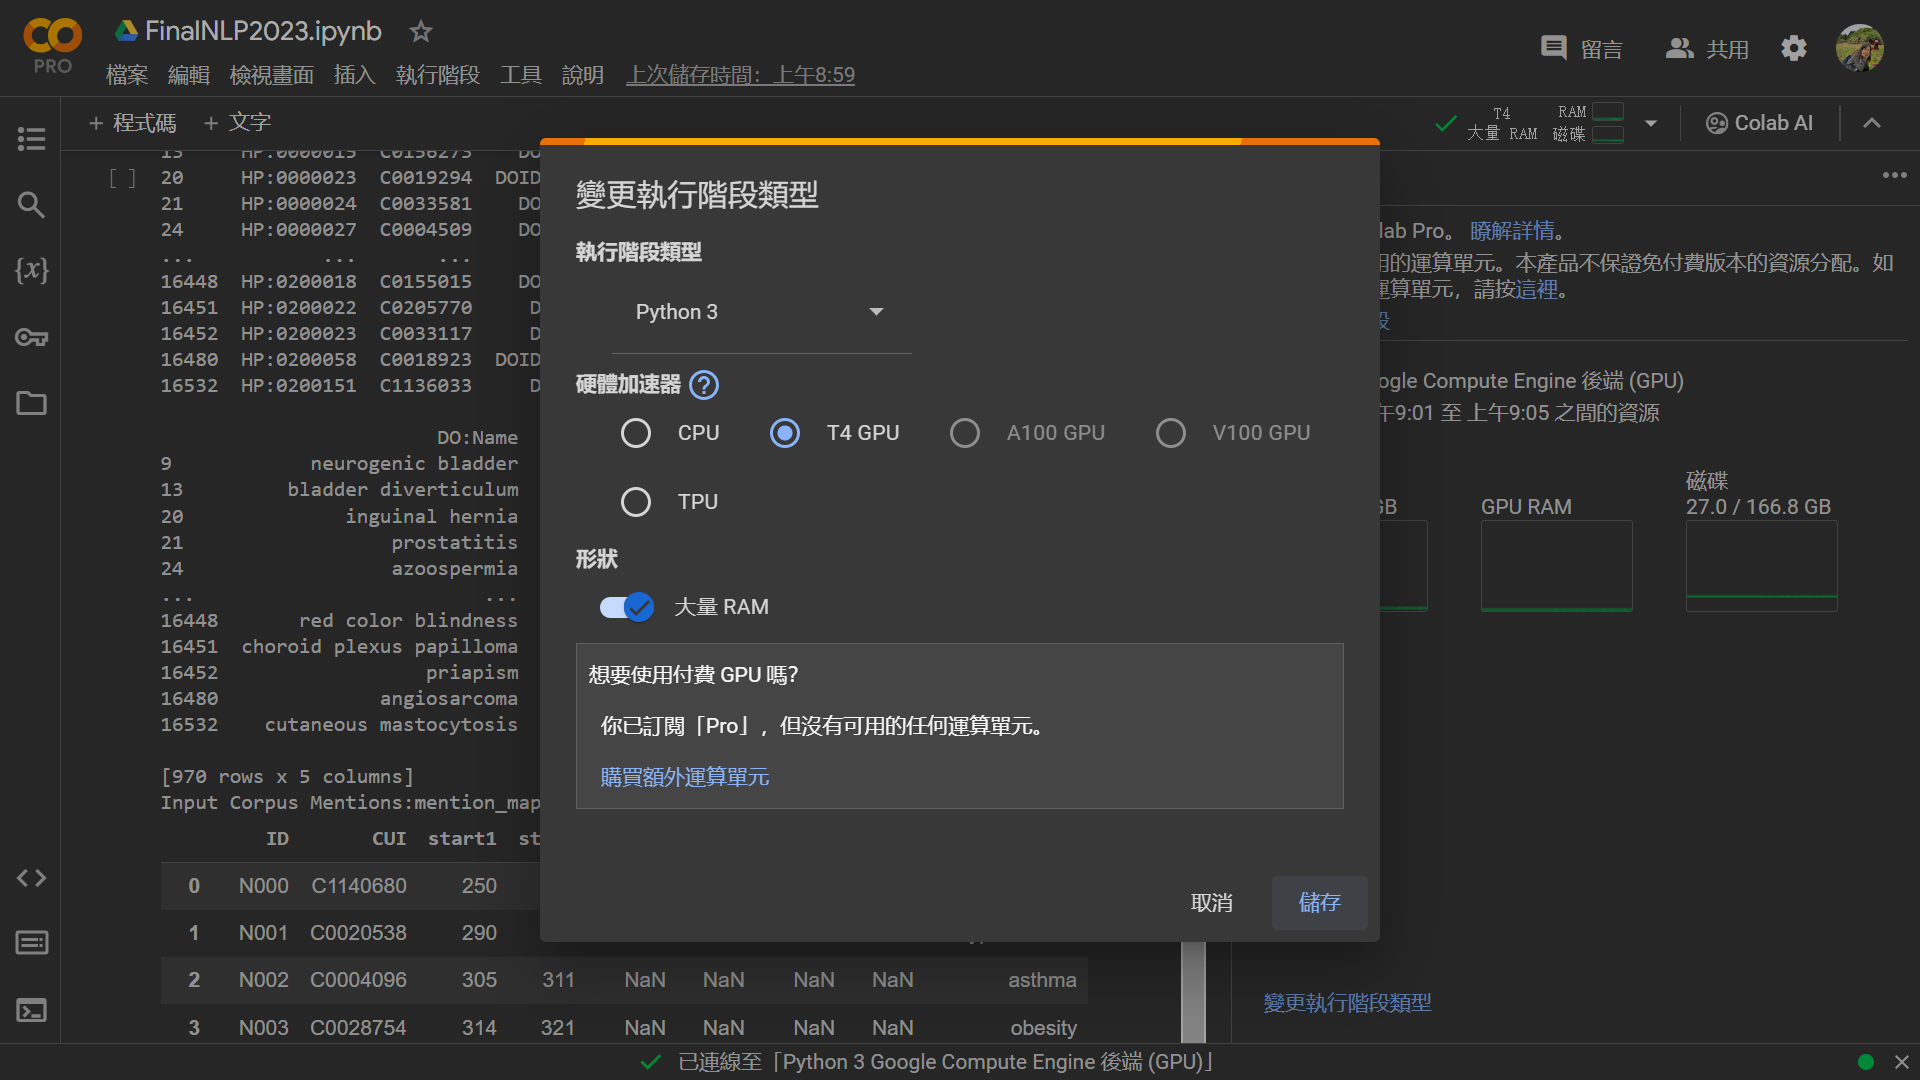 FinalNLP2023.ipynb
PRO
檔案 編輯 檢視畫面 插入 執行階段 工具 說明 上次儲存時間：上午8:59
留言
共用
+ 程式碼 + 文字
T4
大量 RAM
RAM
磁碟
Colab AI
13 HP:0000015 C0156273 DO
[ ] 20 HP:0000023 C0019294 DOID
21 HP:0000024 C0033581 DO
24 HP:0000027 C0004509 DO
... ... ...
16448 HP:0200018 C0155015 DO
16451 HP:0200022 C0205770 D
16452 HP:0200023 C0033117 D
16480 HP:0200058 C0018923 DOID
16532 HP:0200151 C1136033 D
DO:Name
9 neurogenic bladder
13 bladder diverticulum
20 inguinal hernia
21 prostatitis
24 azoospermia
... ...
16448 red color blindness
16451 choroid plexus papilloma
16452 priapism
16480 angiosarcoma
16532 cutaneous mastocytosis
[970 rows x 5 columns]
Input Corpus Mentions:mention_map
ID CUI start1 st
0 N000 C1140680 250
1 N001 C0020538 290
2 N002 C0004096 305 311 NaN NaN NaN NaN asthma
3 N003 C0028754 314 321 NaN NaN NaN NaN obesity
變更執行階段類型
執行階段類型
Python 3
硬體加速器 ?
CPU T4 GPU A100 GPU V100 GPU
TPU
形狀
大量 RAM
想要使用付費 GPU 嗎?
你已訂閱「Pro」，但沒有可用的任何運算單元。
購買額外運算單元
取消 儲存
lab Pro。 瞭解詳情。
用的運算單元。本產品不保證免付費版本的資源分配。如
運算單元，請按這裡。
段
ogle Compute Engine 後端 (GPU)
午9:01 至 上午9:05 之間的資源
GB
GPU RAM
磁碟
27.0 / 166.8 GB
變更執行階段類型
已連線至「Python 3 Google Compute Engine 後端 (GPU)」